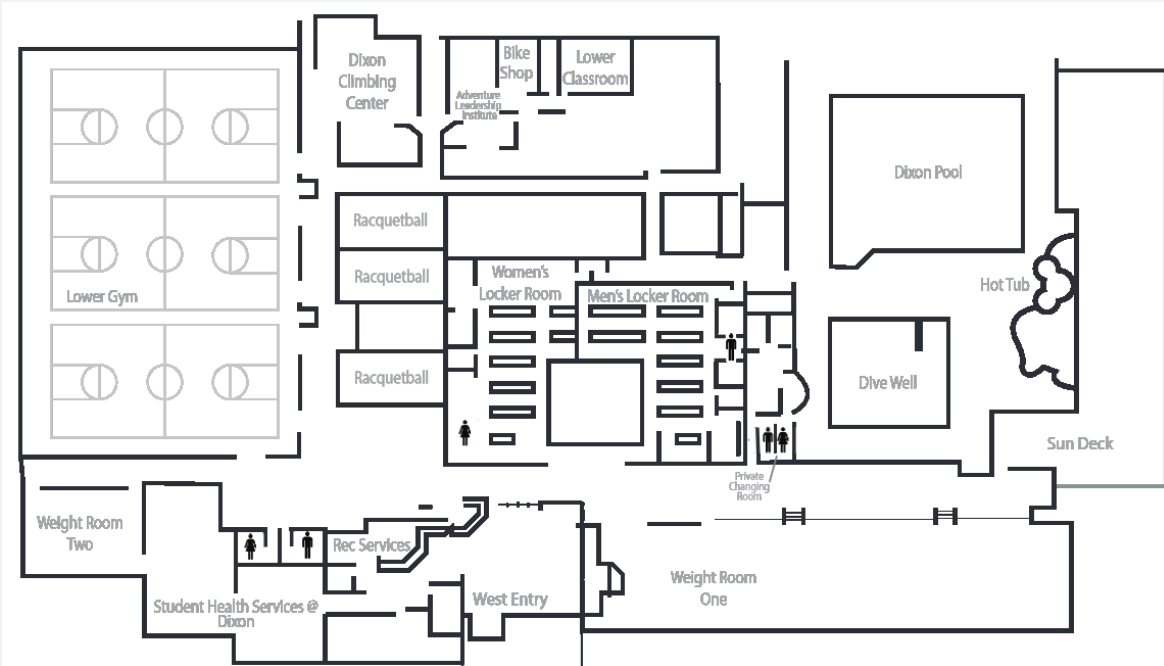 Dixon
Climbing
Center
Bike
Shop
Lower
Classroom
Adventure
Leadership
Institute
Dixon Pool
Racquetball
Racquetball
Racquetball
Lower Gym
Women's
Locker Room
Men's Locker Room
Hot Tub
Dive Well
Sun Deck
Private
Changing
Room
Weight Room
Two
Rec Services
Student Health Services @
Dixon
West Entry
Weight Room
One